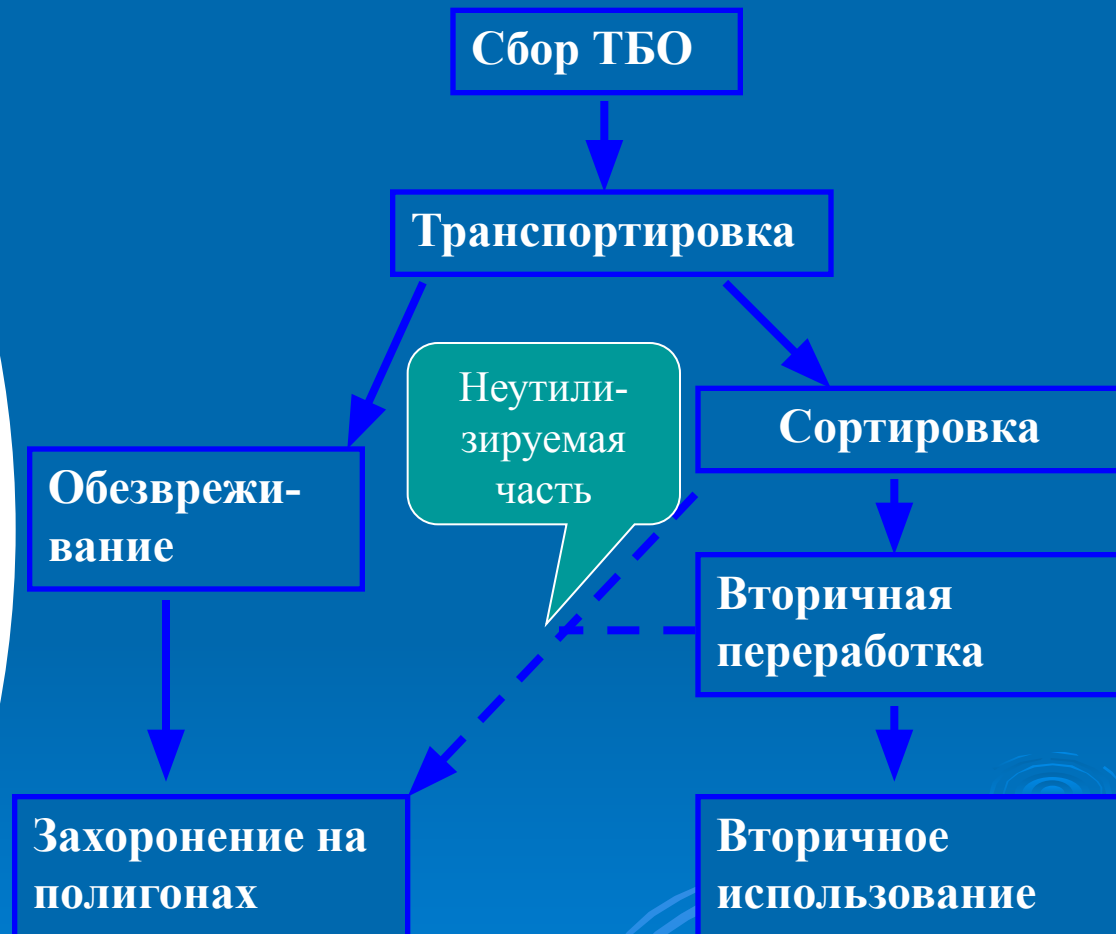 Сбор ТБО
Транспортировка
Неутили-
зируемая
часть
Сортировка
Обезврежи-
вание
Вторичная
переработка
Захоронение на
полигонах
Вторичное
использование